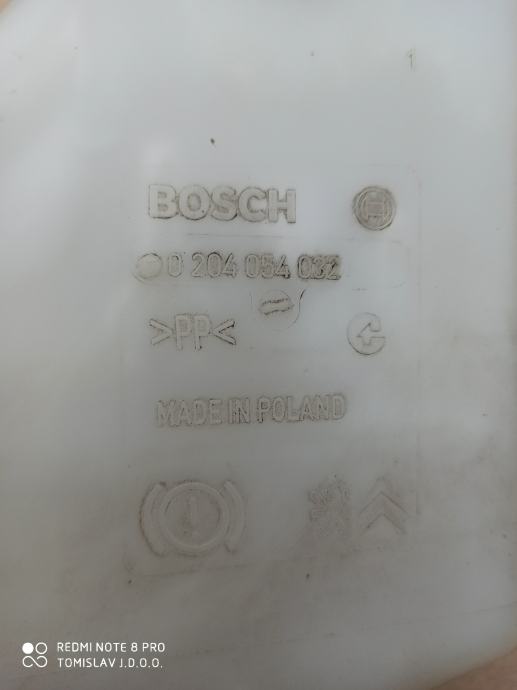 BOSCH
0 204 054 032
>PP<
MADE IN POLAND
REDMI NOTE 8 PRO
TOMISLAV J.D.O.O.